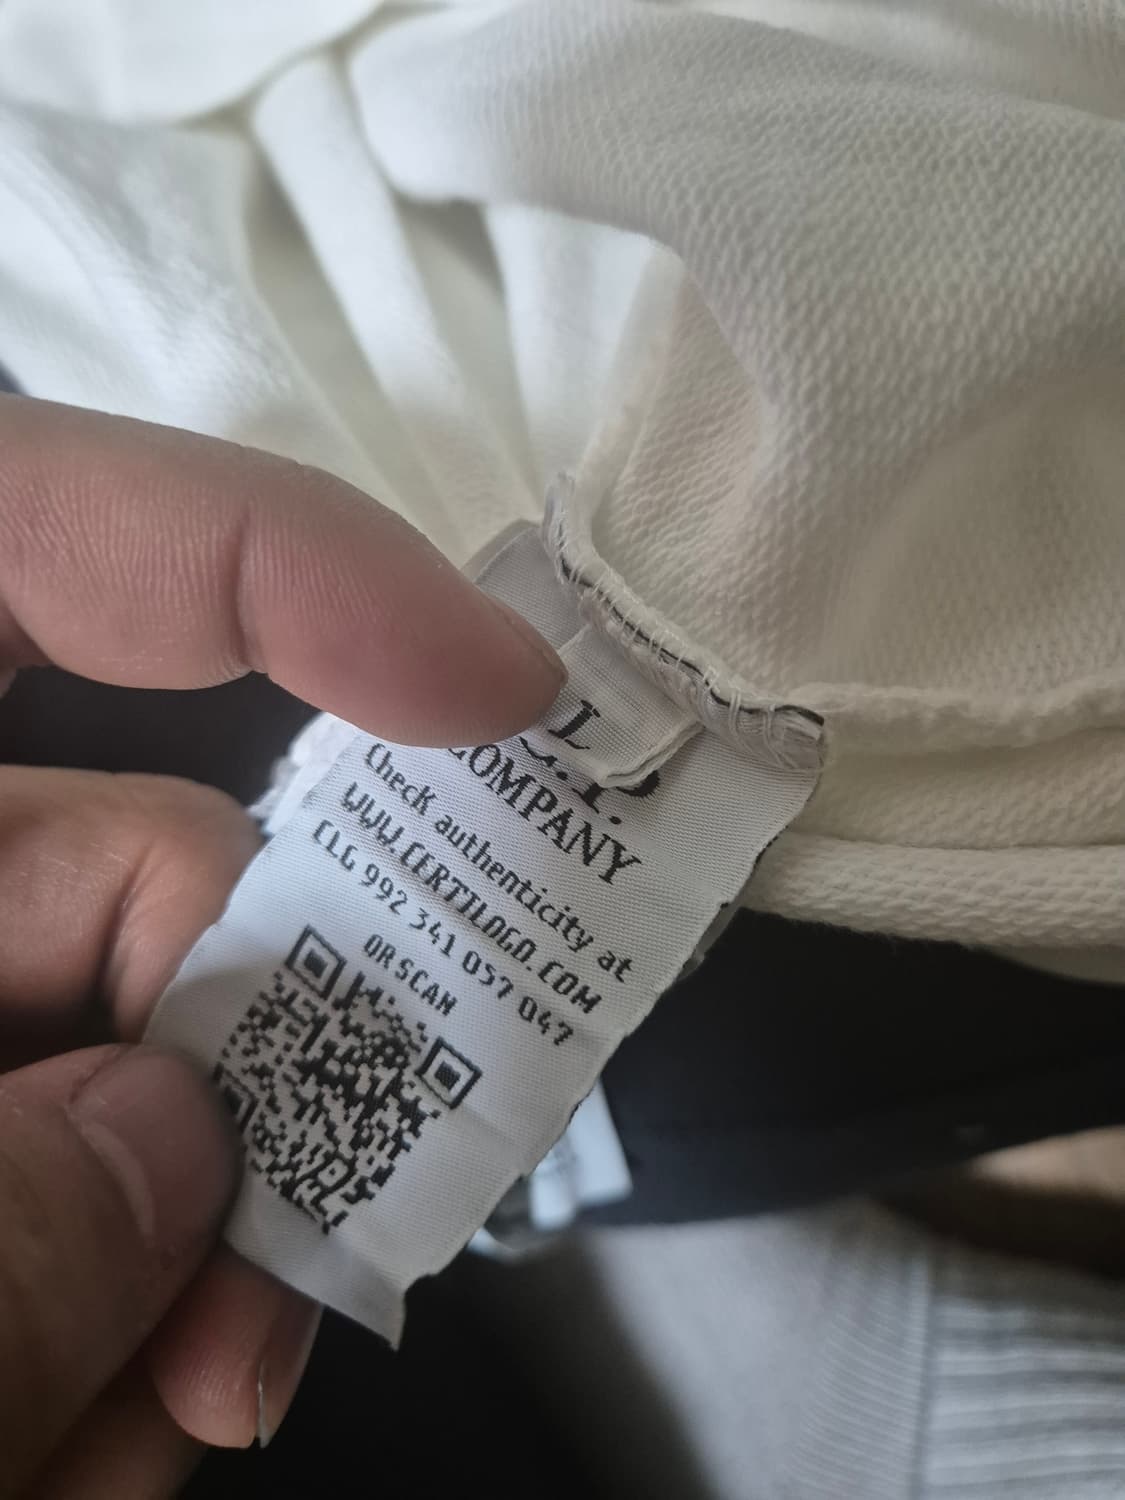 L
C.P.
COMPANY
Check authenticity at
WWW.CERTILOGO.COM
CLG 992 341 057 047
OR SCAN